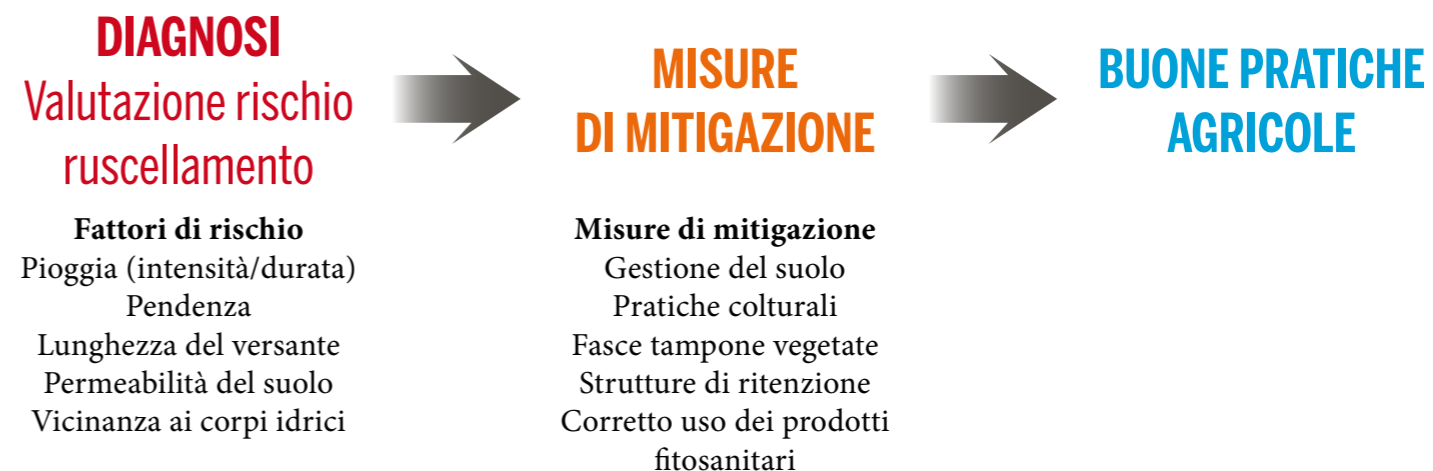 DIAGNOSI
Valutazione rischio
ruscellamento
Fattori di rischio
Pioggia (intensità/durata)
Pendenza
Lunghezza del versante
Permeabilità del suolo
Vicinanza ai corpi idrici
MISURE
DI MITIGAZIONE
Misure di mitigazione
Gestione del suolo
Pratiche colturali
Fasce tampone vegetate
Strutture di ritenzione
Corretto uso dei prodotti
fitosanitari
BUONE PRATICHE
AGRICOLE